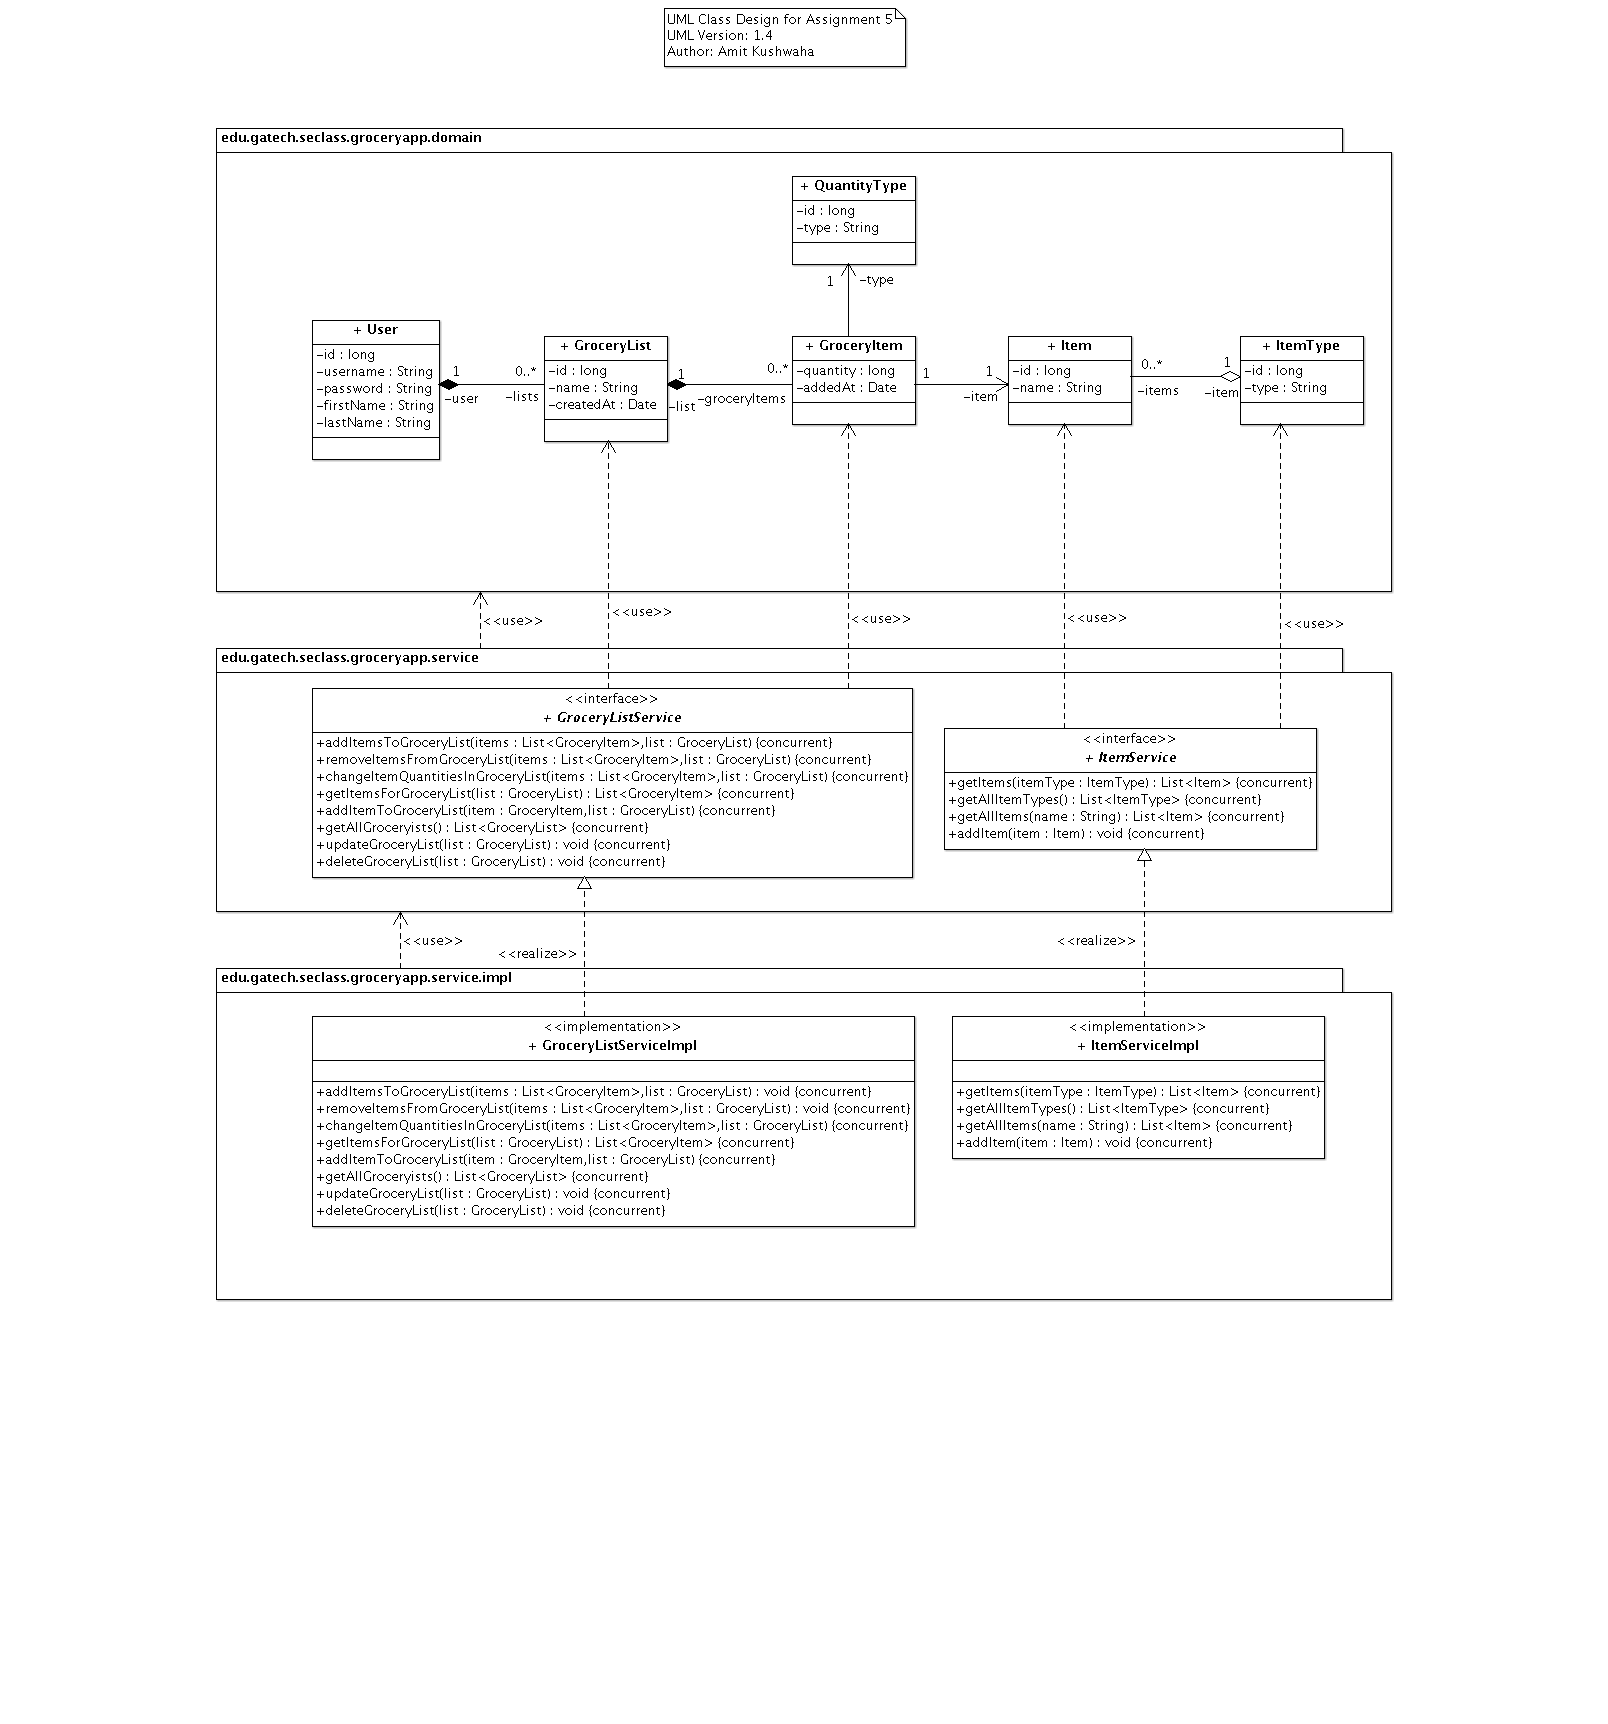 UML Class Design for Assignment 5
UML Version: 1.4
Author: Amit Kushwaha
edu.gatech.seclass.groceryapp.domain
+ QuantityType
-id : long
-type : String
1
-type
+ User
-id : long
-username : String
-password : String
-firstName : String
-lastName : String
1
-user
0..*
-lists
+ GroceryList
-id : long
-name : String
-createdAt : Date
1
-list
0..*
-groceryItems
+ GroceryItem
-quantity : long
-addedAt : Date
1
1
-item
+ Item
-id : long
-name : String
0..*
-items
1
-item
+ ItemType
-id : long
-type : String
<<use>>
<<use>>
<<use>>
<<use>>
<<use>>
edu.gatech.seclass.groceryapp.service
<<interface>>
+ GroceryListService
+addItemsToGroceryList(items : List<GroceryItem>,list : GroceryList) {concurrent}
+removeItemsFromGroceryList(items : List<GroceryItem>,list : GroceryList) {concurrent}
+changeItemQuantitiesInGroceryList(items : List<GroceryItem>,list : GroceryList) {concurrent}
+getItemsForGroceryList(list : GroceryList) : List<GroceryItem> {concurrent}
+addItemToGroceryList(item : GroceryItem,list : GroceryList) {concurrent}
+getAllGroceryists() : List<GroceryList> {concurrent}
+updateGroceryList(list : GroceryList) : void {concurrent}
+deleteGroceryList(list : GroceryList) : void {concurrent}
<<interface>>
+ ItemService
+getItems(itemType : ItemType) : List<Item> {concurrent}
+getAllItemTypes() : List<ItemType> {concurrent}
+getAllItems(name : String) : List<Item> {concurrent}
+addItem(item : Item) : void {concurrent}
<<use>>
<<realize>>
<<realize>>
edu.gatech.seclass.groceryapp.service.impl
<<implementation>>
+ GroceryListServiceImpl
+addItemsToGroceryList(items : List<GroceryItem>,list : GroceryList) : void {concurrent}
+removeItemsFromGroceryList(items : List<GroceryItem>,list : GroceryList) : void {concurrent}
+changeItemQuantitiesInGroceryList(items : List<GroceryItem>,list : GroceryList) {concurrent}
+getItemsForGroceryList(list : GroceryList) : List<GroceryItem> {concurrent}
+addItemToGroceryList(item : GroceryItem,list : GroceryList) {concurrent}
+getAllGroceryists() : List<GroceryList> {concurrent}
+updateGroceryList(list : GroceryList) : void {concurrent}
+deleteGroceryList(list : GroceryList) : void {concurrent}
<<implementation>>
+ ItemServiceImpl
+getItems(itemType : ItemType) : List<Item> {concurrent}
+getAllItemTypes() : List<ItemType> {concurrent}
+getAllItems(name : String) : List<Item> {concurrent}
+addItem(item : Item) : void {concurrent}